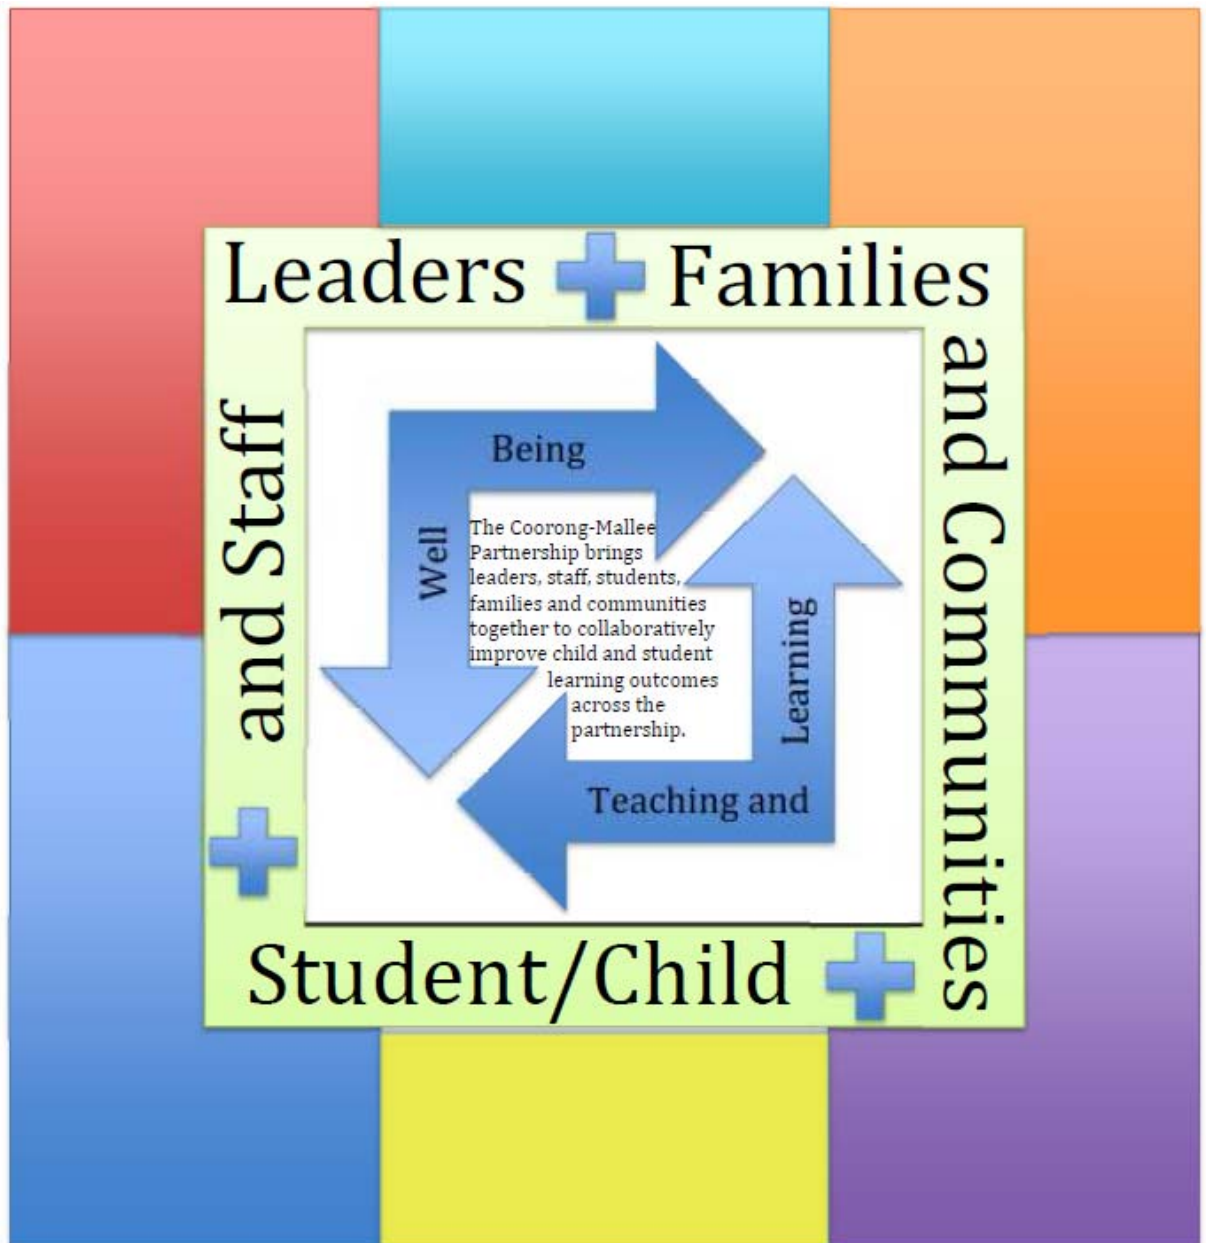 Leaders
Families
and Communities
Student/Child
and Staff
Well
Being
The Coorong-Mallee
Partnership brings
leaders, staff, students,
families and communities
together to collaboratively
improve child and student
learning outcomes
across the
partnership.
Teaching and
Learning